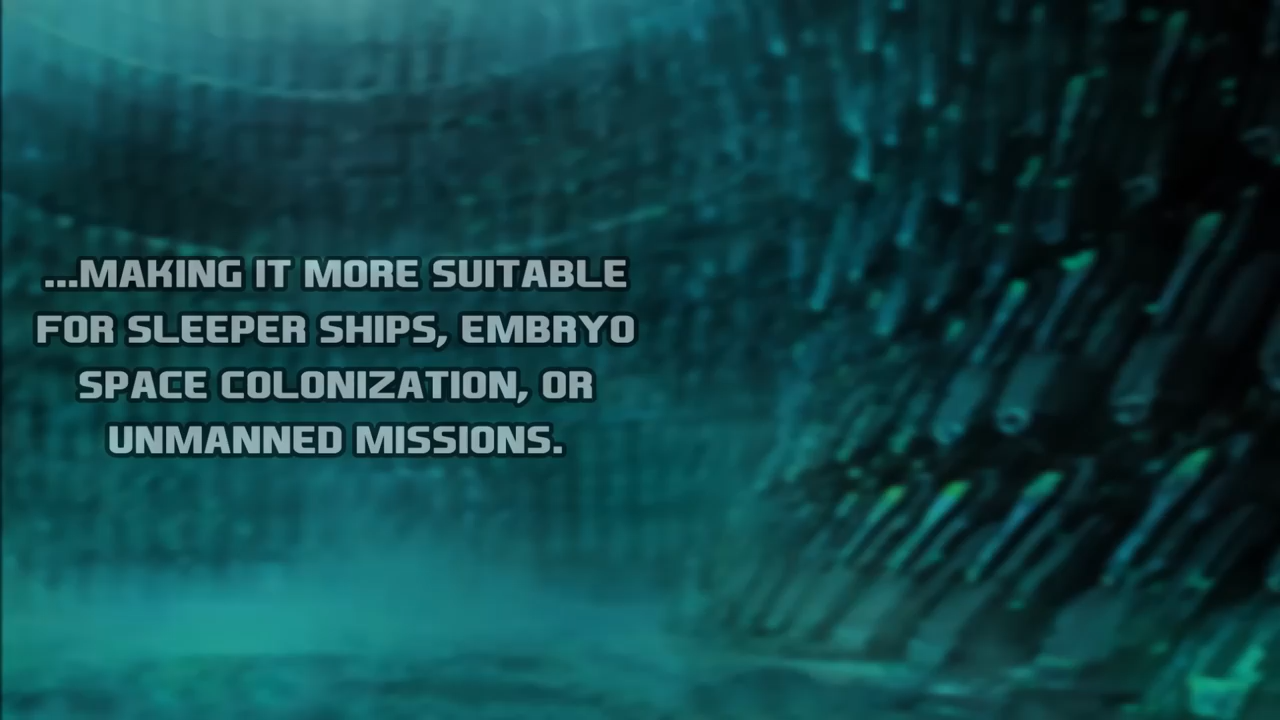 ...MAKING IT MORE SUITABLE
FOR SLEEPER SHIPS, EMBRYO
SPACE COLONIZATION, OR
UNMANNED MISSIONS.